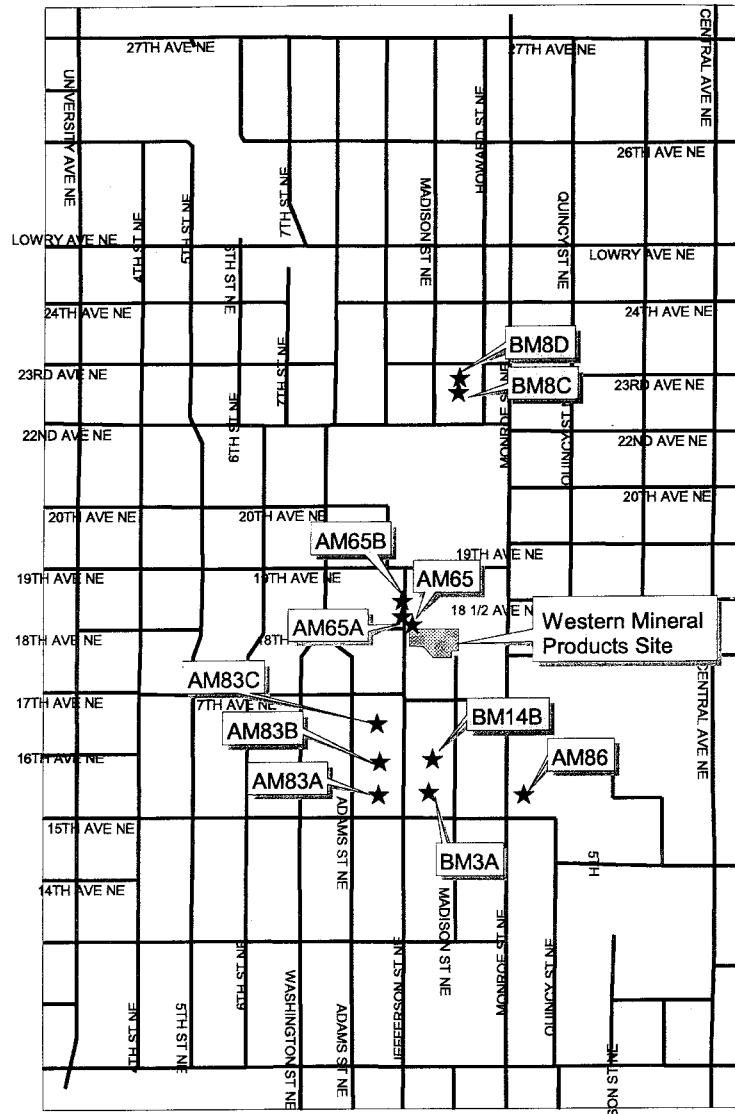 27TH AVE NE
27TH AVE NE
CENTRAL AVE NE
UNIVERSITY AVE NE
HOWARD ST NE
26TH AVE NE
7TH ST NE
MADISON ST NE
5TH ST NE
4TH ST NE
QUINCY ST NE
LOWRY AVE NE
LOWRY AVE NE
24TH AVE NE
24TH AVE NE
BM8D
23RD AVE NE
7TH ST NE
BM8C
23RD AVE NE
6TH ST NE
MONROE ST NE
QUINCY ST NE
22ND AVE NE
22ND AVE NE
20TH AVE NE
20TH AVE NE
20TH AVE NE
AM65B
19TH AVE NE
19TH AVE NE
19TH AVE NE
AM65
18 1/2 AVE NE
AM65A
Western Mineral
Products Site
18TH AVE NE
AM83C
17TH AVE NE
7TH AVE NE
CENTRAL AVE NE
AM83B
BM14B
16TH AVE NE
AM86
AM83A
ADAMS ST NE
15TH AVE NE
BM3A
5TH
14TH AVE NE
MADISON ST NE
4TH ST NE
5TH ST NE
6TH ST NE
WASHINGTON ST NE
ADAMS ST NE
JEFFERSON ST NE
MONROE ST NE
QUINCY ST NE
SON ST NE